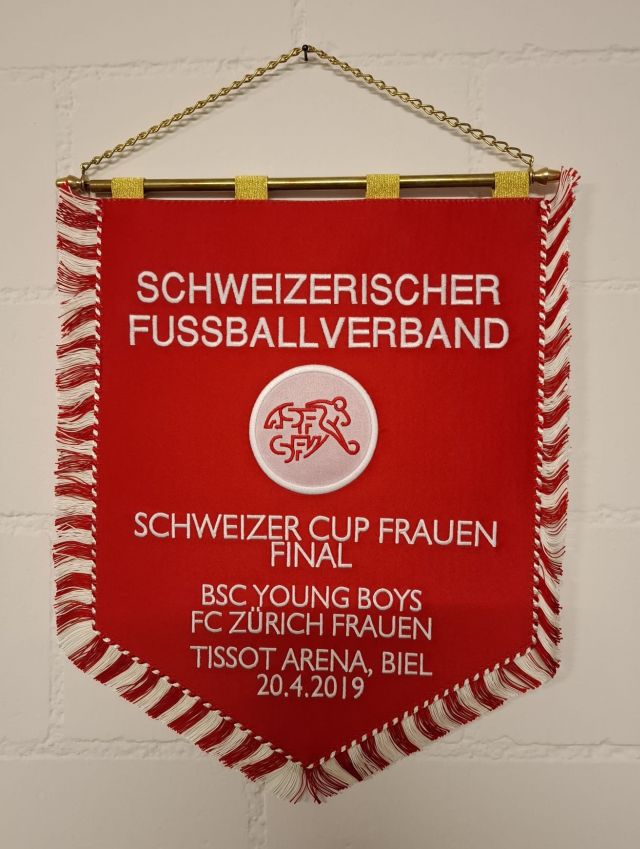 SCHWEIZERISCHER
FUSSBALLVERBAND
ASF
SFV
SCHWEIZER CUP FRAUEN
FINAL
BSC YOUNG BOYS
FC ZÜRICH FRAUEN
TISSOT ARENA, BIEL
20.4.2019